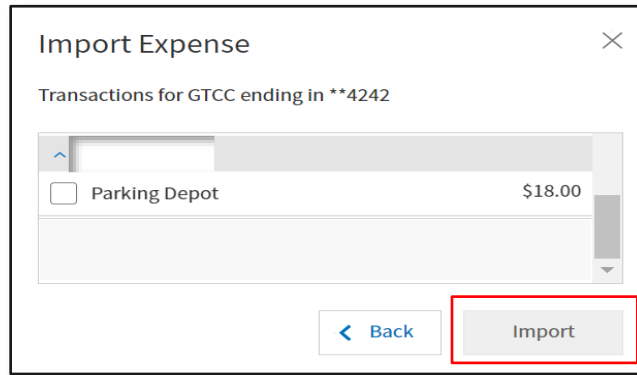 Import Expense
Transactions for GTCC ending in **4242
Parking Depot $18.00
Back Import